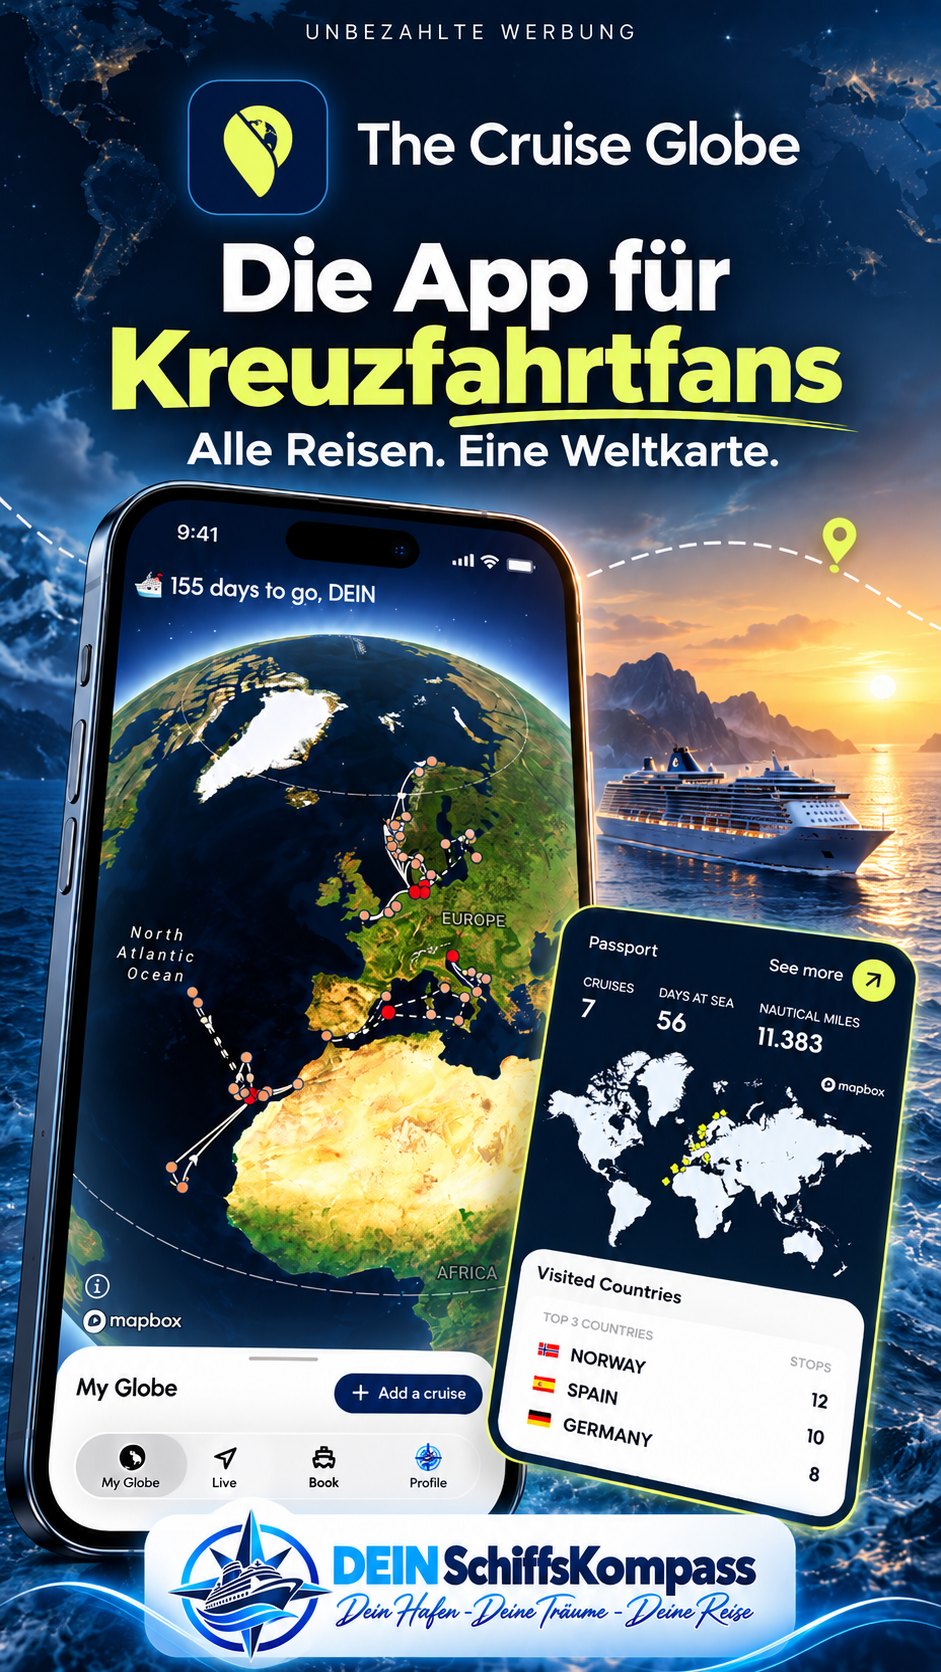 UNBEZAHLTE WERBUNG
The Cruise Globe
Die App für
Kreuzfahrtfans
Alle Reisen. Eine Weltkarte.
9:41
155 days to go, DEIN
North
Atlantic
Ocean
EUROPE
AFRICA
mapbox
My Globe
+ Add a cruise
My Globe
Live
Book
Profile
Passport
See more
CRUISES
7
DAYS AT SEA
56
NAUTICAL MILES
11.383
mapbox
Visited Countries
TOP 3 COUNTRIES
STOPS
NORWAY 12
SPAIN 10
GERMANY 8
DEIN SchiffsKompass
Dein Hafen - Deine Träume - Deine Reise